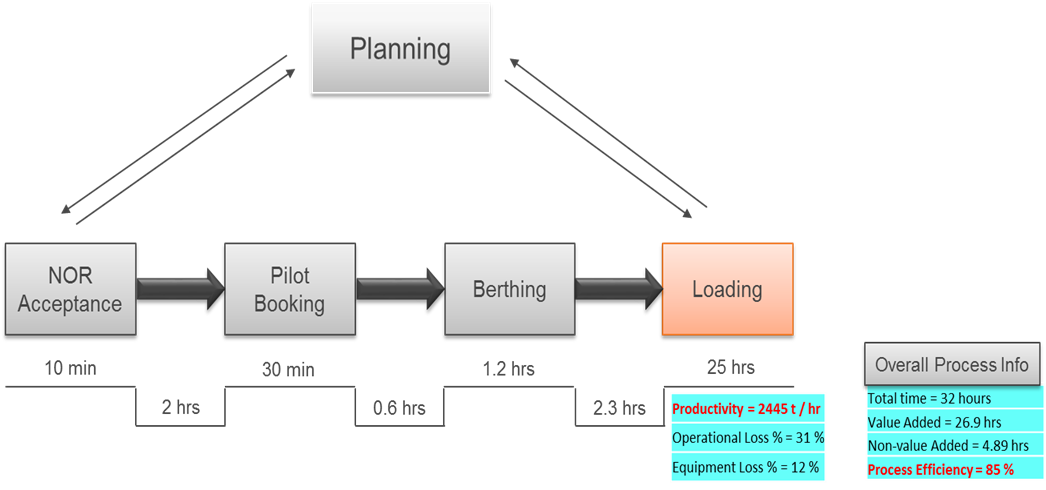 Planning
NOR
Acceptance
Pilot
Booking
Berthing
Loading
10 min
30 min
1.2 hrs
25 hrs
2 hrs
0.6 hrs
2.3 hrs
Productivity = 2445 t / hr
Operational Loss % = 31 %
Equipment Loss % = 12 %
Overall Process Info
Total time = 32 hours
Value Added = 26.9 hrs
Non-value Added = 4.89 hrs
Process Efficiency = 85 %